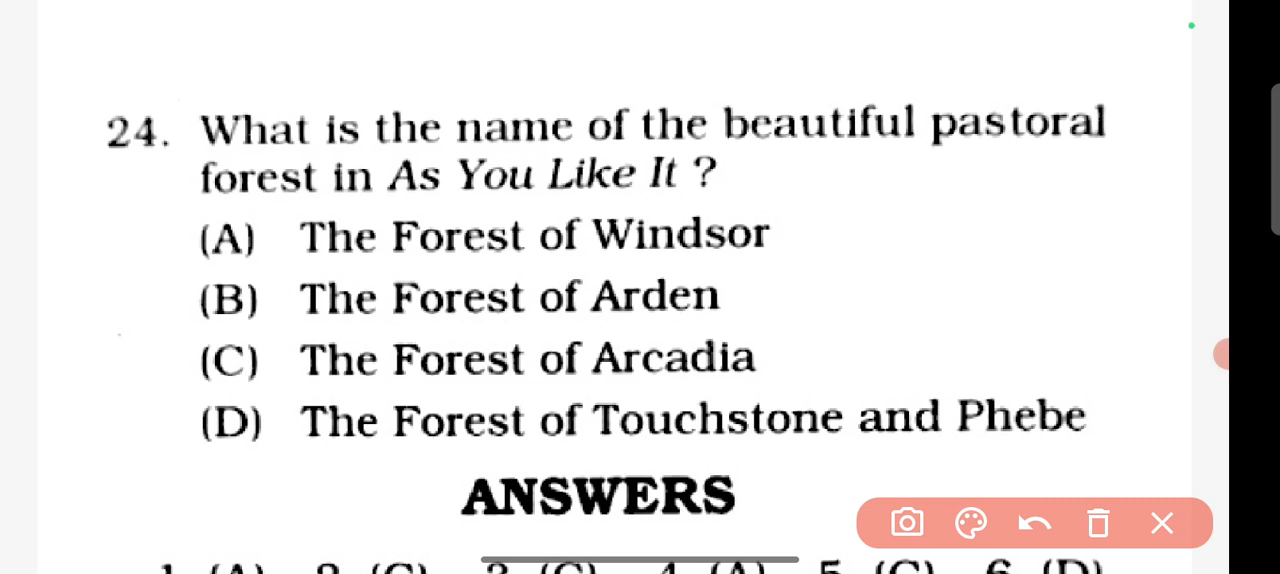 24. What is the name of the beautiful pastoral
forest in As You Like It ?
(A) The Forest of Windsor
(B) The Forest of Arden
(C) The Forest of Arcadia
(D) The Forest of Touchstone and Phebe
ANSWERS